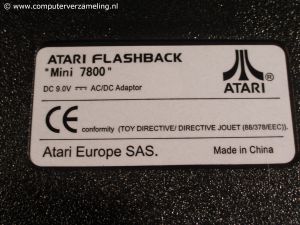 © www.computerverzameling.nl
ATARI FLASHBACK
"Mini 7800"
DC 9.0V ⎓ AC/DC Adaptor
ATARI®
CE conformity (TOY DIRECTIVE/ DIRECTIVE JOUET (88/378/EEC)).
Atari Europe SAS.
Made in China